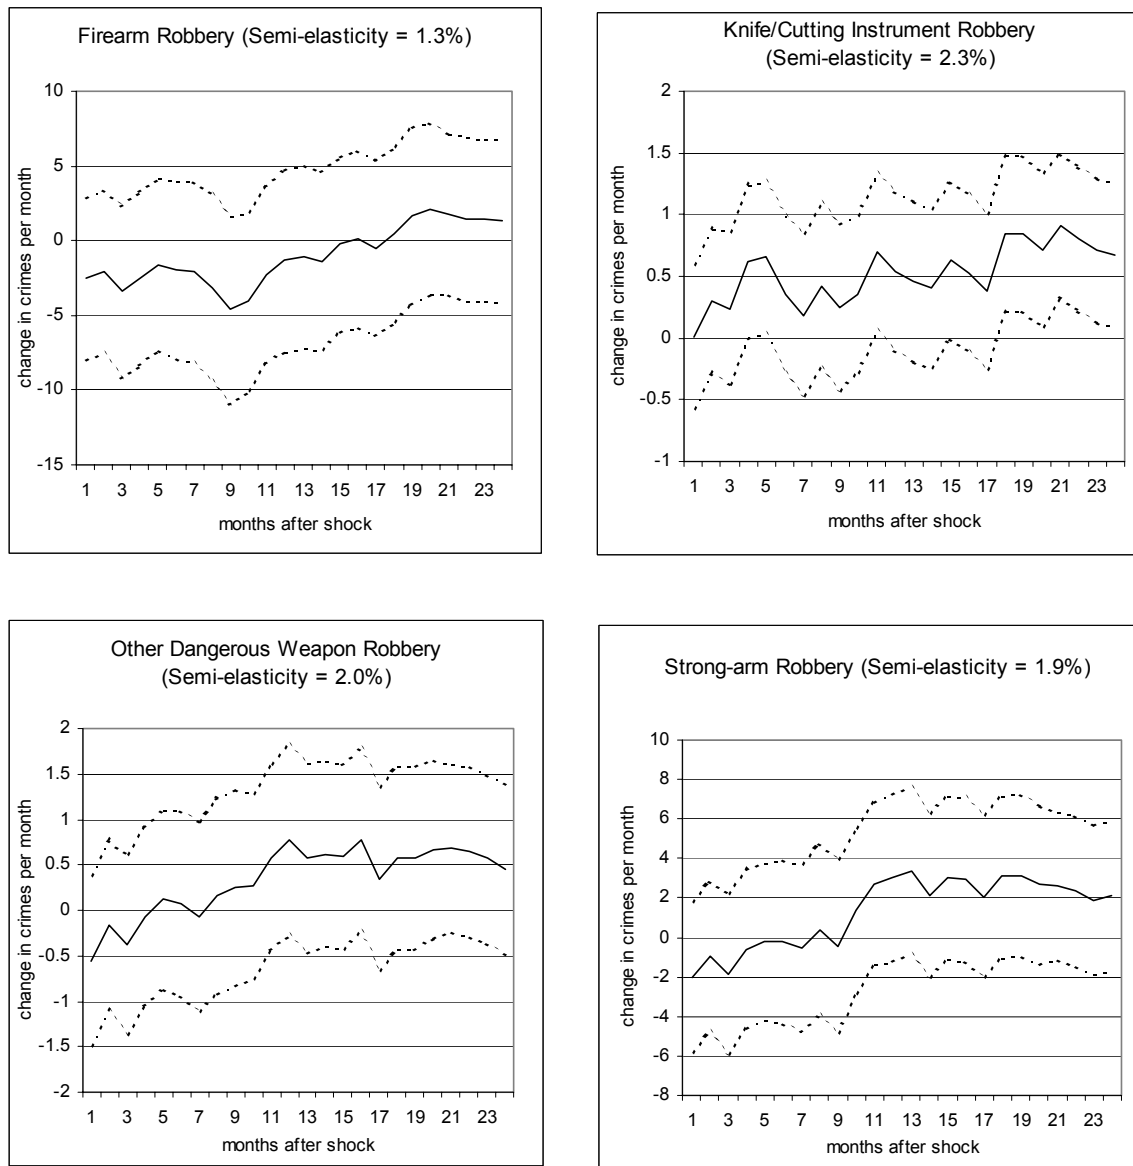 Firearm Robbery (Semi-elasticity = 1.3%)
change in crimes per month
10
5
0
-5
-10
-15
1 3 5 7 9 11 13 15 17 19 21 23
months after shock
Knife/Cutting Instrument Robbery
(Semi-elasticity = 2.3%)
change in crimes per month
2
1.5
1
0.5
0
-0.5
-1
1 3 5 7 9 11 13 15 17 19 21 23
months after shock
Other Dangerous Weapon Robbery
(Semi-elasticity = 2.0%)
change in crimes per month
2
1.5
1
0.5
0
-0.5
-1
-1.5
-2
1 3 5 7 9 11 13 15 17 19 21 23
months after shock
Strong-arm Robbery (Semi-elasticity = 1.9%)
change in crimes per month
10
8
6
4
2
0
-2
-4
-6
-8
1 3 5 7 9 11 13 15 17 19 21 23
months after shock